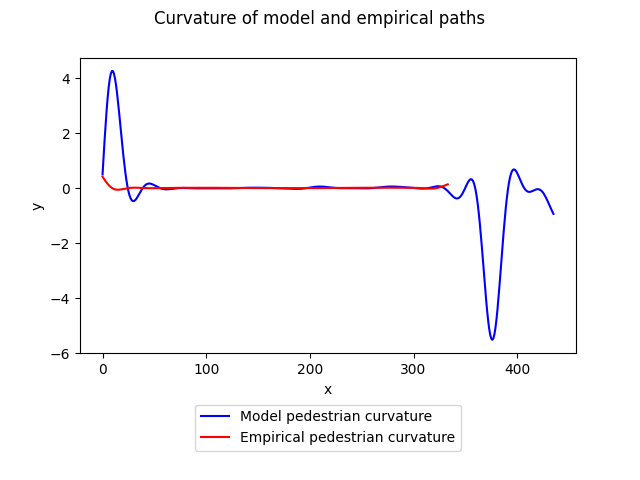 Curvature of model and empirical paths
4
2
0
−2
−4
−6
y
0 100 200 300 400
x
Model pedestrian curvature
Empirical pedestrian curvature